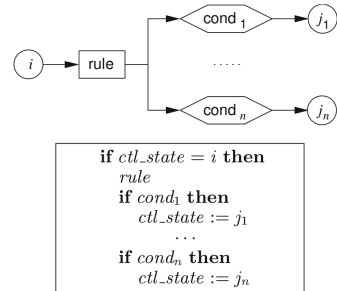 cond 1
j1
i
rule
.....
cond n
jn
if ctl_state = i then
rule
if cond1 then
ctl_state := j1
...
if condn then
ctl_state := jn